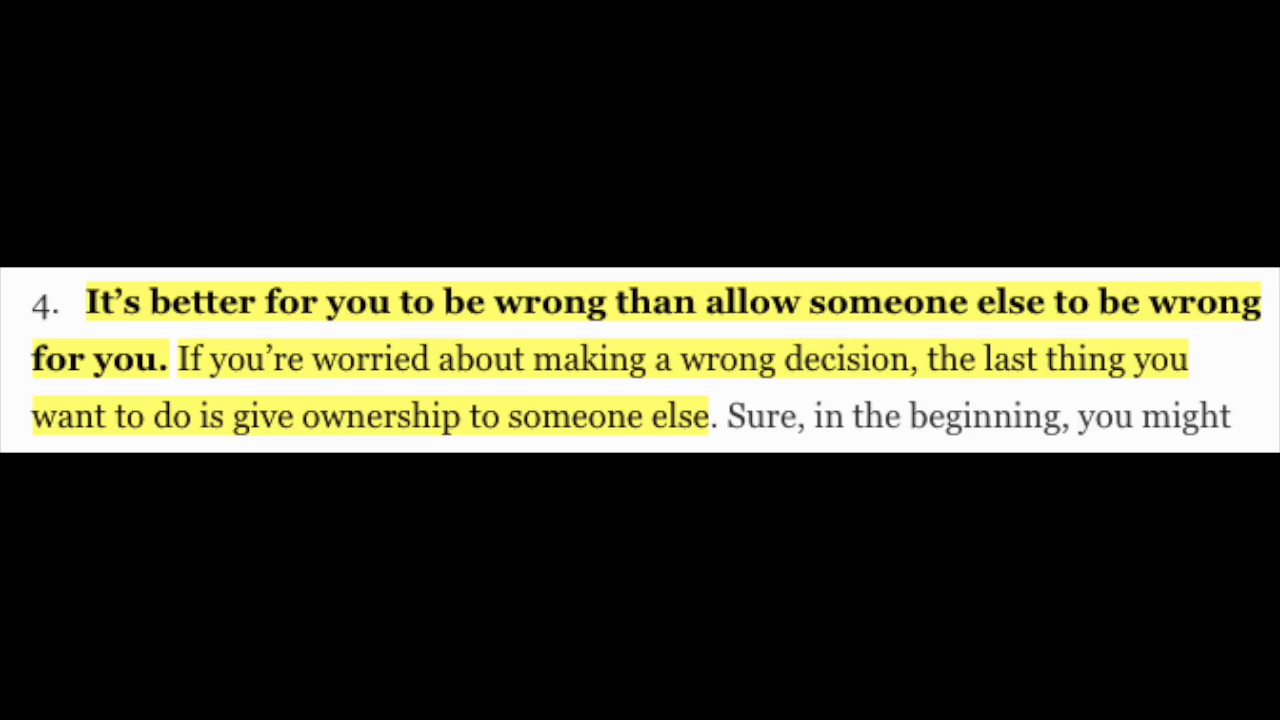 4. It’s better for you to be wrong than allow someone else to be wrong
for you. If you’re worried about making a wrong decision, the last thing you
want to do is give ownership to someone else. Sure, in the beginning, you might